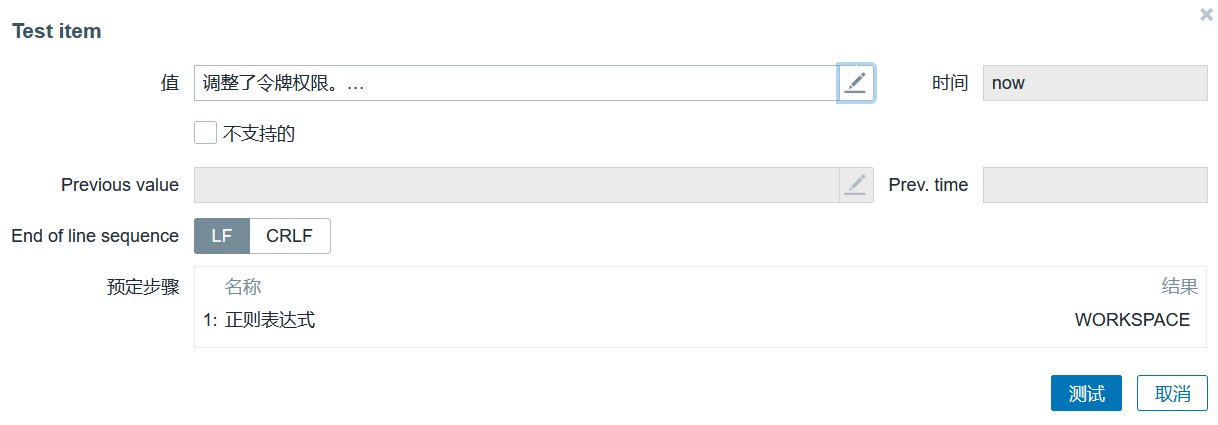 Test item
值 调整了令牌权限。… 时间 now
不支持的
Previous value Prev. time
End of line sequence LF CRLF
预定步骤 名称 结果
1: 正则表达式 WORKSPACE
测试 取消